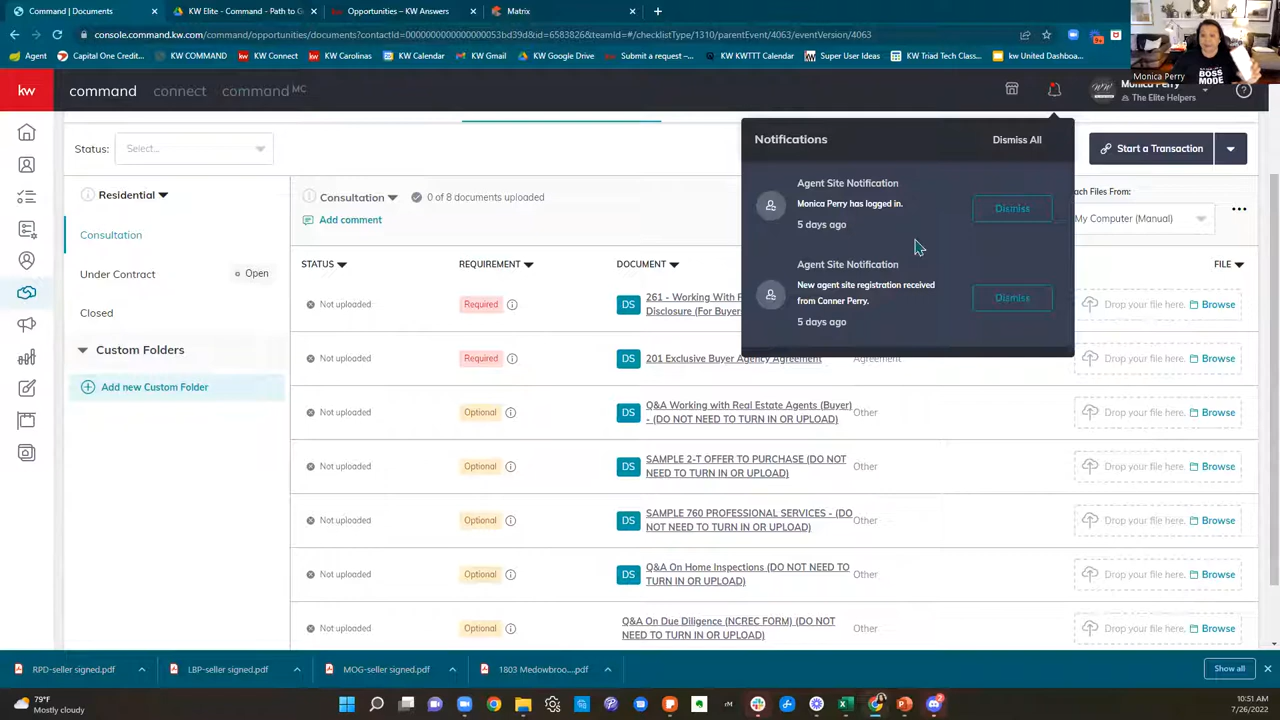 Command | Documents
KW Elite - Command - Path to G
Opportunities – KW Answers
Matrix
console.command.kw.com/command/opportunities/documents?contactId=00000000000000000053bd39d&id=6583826&teamId=#/checklistType/1310/parentEvent/4063/eventVersion/4063
Agent
Capital One Credit...
KW COMMAND
KW Connect
KW Carolinas
KW Calendar
KW Gmail
KW Google Drive
Submit a request –...
KW KWTTT Calendar
Super User Ideas
KW Triad Tech Class...
kw United Dashboa...
BOSS
MODE
Monica Perry
kw
command
connect
command MC
Monica Perry
The Elite Helpers
Status:
Select...
Notifications
Dismiss All
Start a Transaction
Residential
Consultation
0 of 8 documents uploaded
Add comment
Agent Site Notification
Monica Perry has logged in.
5 days ago
Dismiss
ach Files From:
My Computer (Manual)
Consultation
Under Contract
Open
Closed
Custom Folders
Add new Custom Folder
STATUS
REQUIREMENT
DOCUMENT
FILE
Agent Site Notification
New agent site registration received
from Conner Perry.
5 days ago
Dismiss
Not uploaded
Required
DS
261 - Working With R
Disclosure (For Buyer
Drop your file here.
Browse
Not uploaded
Required
DS
201 Exclusive Buyer Agency Agreement
Agreement
Drop your file here.
Browse
Not uploaded
Optional
DS
Q&A Working with Real Estate Agents (Buyer)
- (DO NOT NEED TO TURN IN OR UPLOAD)
Other
Drop your file here.
Browse
Not uploaded
Optional
DS
SAMPLE 2-T OFFER TO PURCHASE (DO NOT
NEED TO TURN IN OR UPLOAD)
Other
Drop your file here.
Browse
Not uploaded
Optional
DS
SAMPLE 760 PROFESSIONAL SERVICES - (DO
NOT NEED TO TURN IN OR UPLOAD)
Other
Drop your file here.
Browse
Not uploaded
Optional
DS
Q&A On Home Inspections (DO NOT NEED TO
TURN IN OR UPLOAD)
Other
Drop your file here.
Browse
Not uploaded
Optional
Q&A On Due Diligence (NCREC FORM) (DO
NOT NEED TO TURN IN OR UPLOAD)
Other
Drop your file here.
Browse
RPD-seller signed.pdf
LBP-seller signed.pdf
MOG-seller signed.pdf
1803 Medowbroo....pdf
Show all
79°F
Mostly cloudy
rM
10:51 AM
7/26/2022